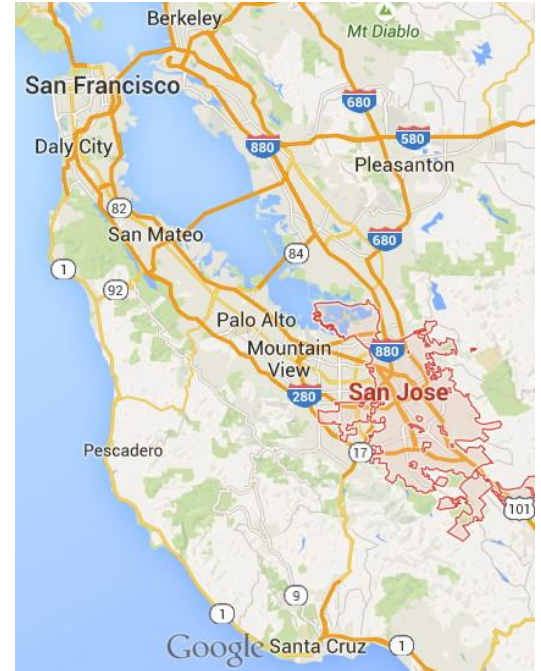 Berkeley
Mt Diablo
San Francisco
680
880
580
Daly City
Pleasanton
82
San Mateo
680
84
1
92
Palo Alto
Mountain
View
880
280
San Jose
Pescadero
17
101
9
1
Google
Santa Cruz
1